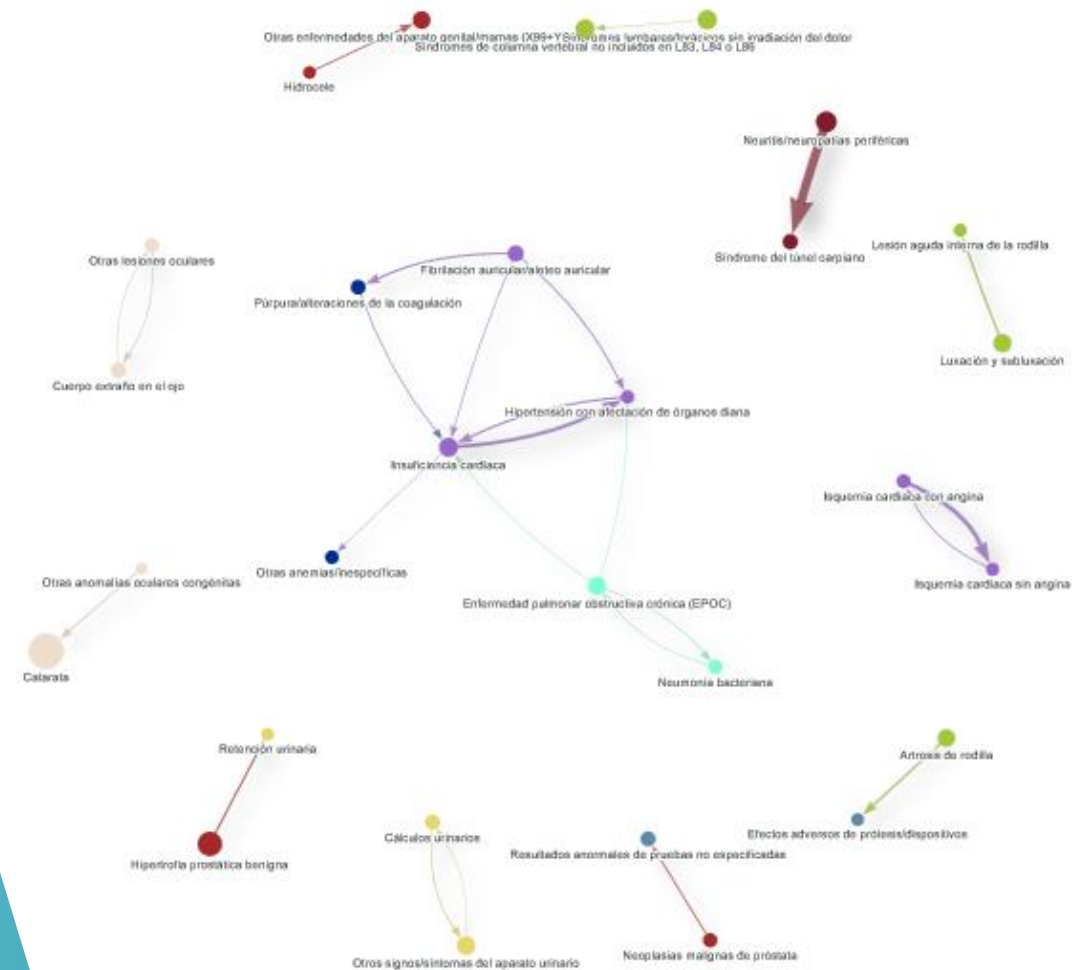 Otras enfermedades del aparato genital/mamas (X99+Y
Síndromes lumbares/torácicos sin irradiación del dolor
Síndromes de columna vertebral no incluidos en L83, L84 o L86
Hidrocele
Neuritis/neuropatías periféricas
Síndrome del túnel carpiano
Lesión aguda interna de la rodilla
Luxación y subluxación
Otras lesiones oculares
Cuerpo extraño en el ojo
Fibrilación auricular/aleteo auricular
Púrpura/alteraciones de la coagulación
Hipertensión con afectación de órganos diana
Insuficiencia cardíaca
Isquemia cardíaca con angina
Isquemia cardíaca sin angina
Otras anemias/inespecíficas
Otras anomalías oculares congénitas
Enfermedad pulmonar obstructiva crónica (EPOC)
Catarata
Neumonía bacteriana
Retención urinaria
Hipertrofia prostática benigna
Artrosis de rodilla
Efectos adversos de prótesis/dispositivos
Cálculos urinarios
Resultados anormales de pruebas no especificadas
Otros signos/síntomas del aparato urinario
Neoplasias malignas de próstata